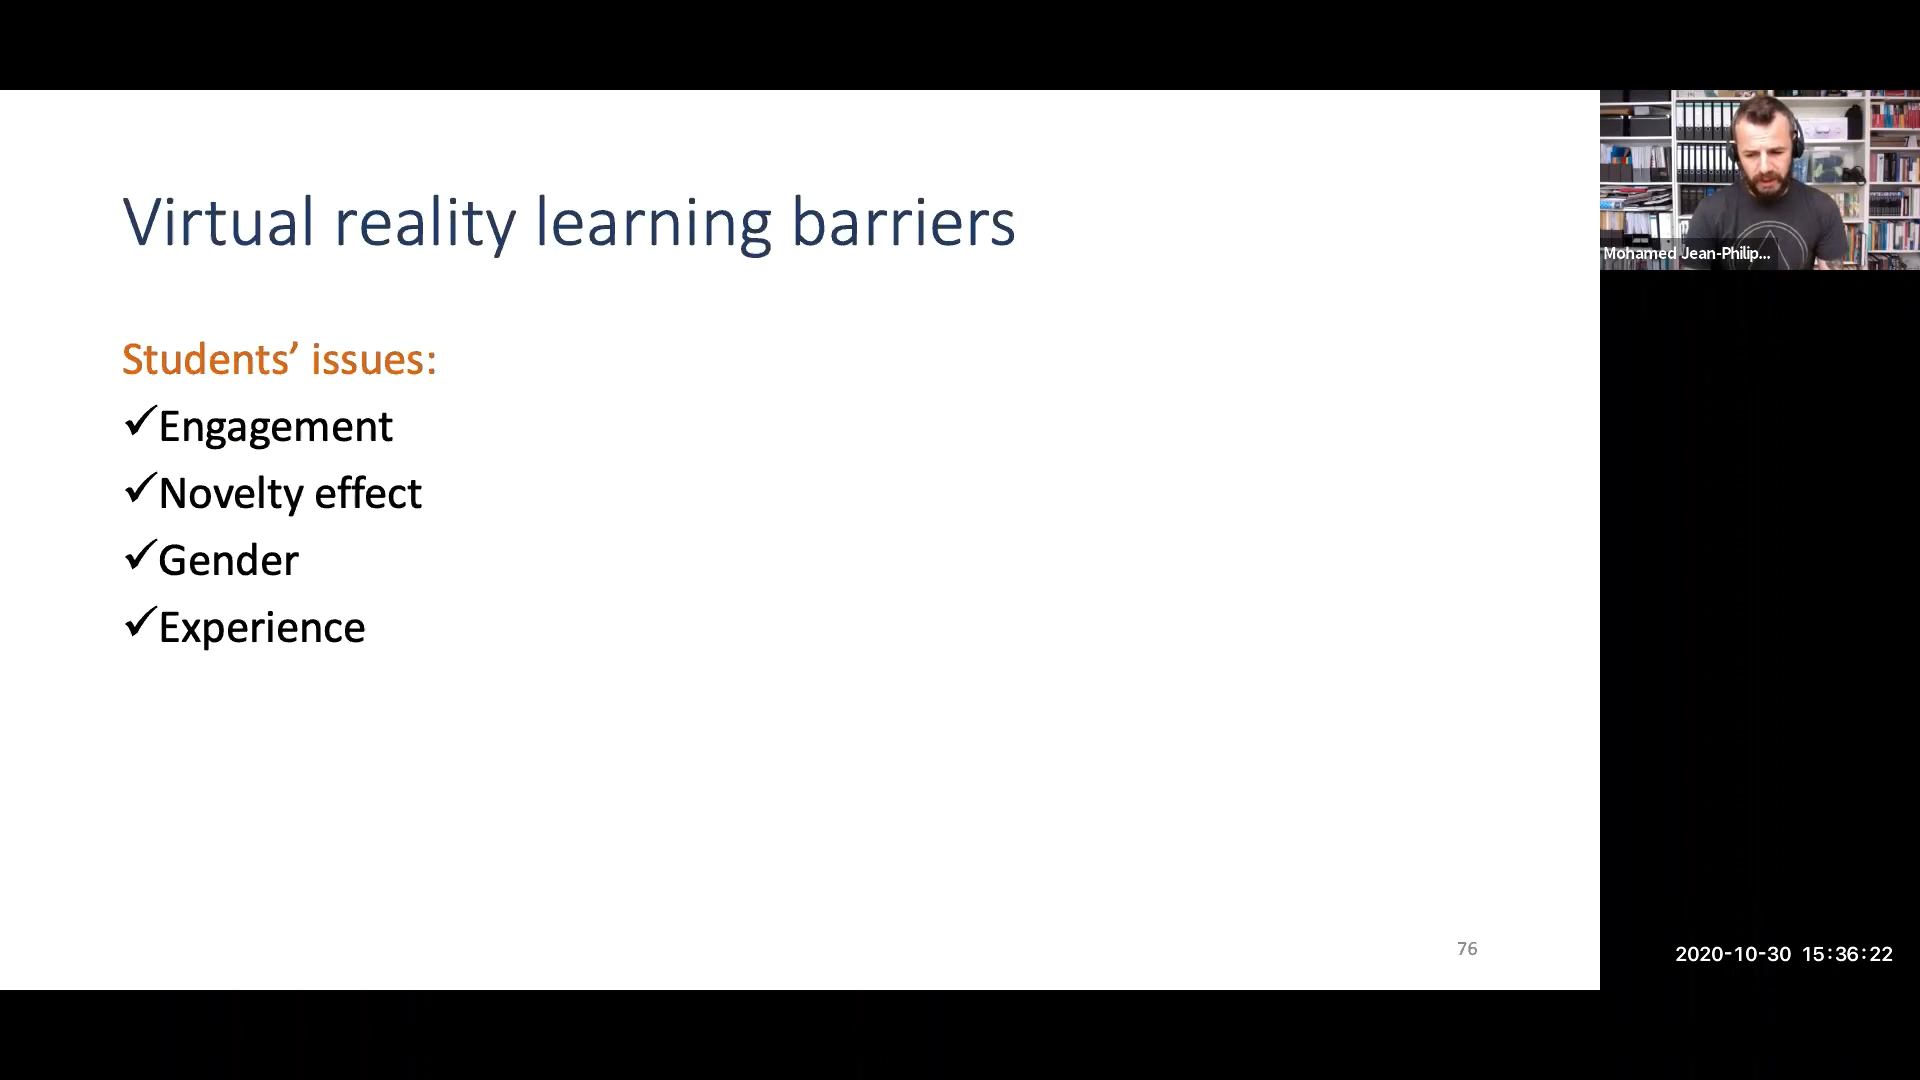 Virtual reality learning barriers
Students’ issues:
✓Engagement
✓Novelty effect
✓Gender
✓Experience
76
Mohamed Jean-Philip...
2020-10-30 15:36:22